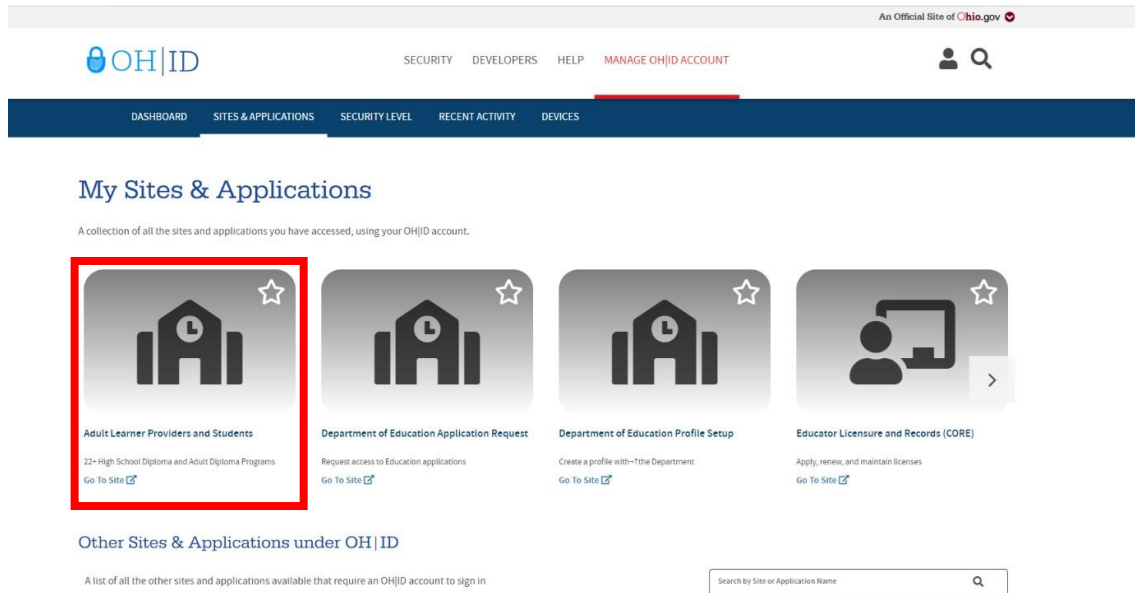 An Official Site of Ohio.gov
OH|ID
SECURITY DEVELOPERS HELP MANAGE OH|ID ACCOUNT
DASHBOARD SITES & APPLICATIONS SECURITY LEVEL RECENT ACTIVITY DEVICES
My Sites & Applications
A collection of all the sites and applications you have accessed, using your OH|ID account.
Adult Learner Providers and Students
22+ High School Diploma and Adult Diploma Programs
Go To Site
Department of Education Application Request
Request access to Education applications
Go To Site
Department of Education Profile Setup
Create a profile with¬†the Department
Go To Site
Educator Licensure and Records (CORE)
Apply, renew, and maintain licenses
Go To Site
Other Sites & Applications under OH|ID
A list of all the other sites and applications available that require an OH|ID account to sign in
Search by Site or Application Name